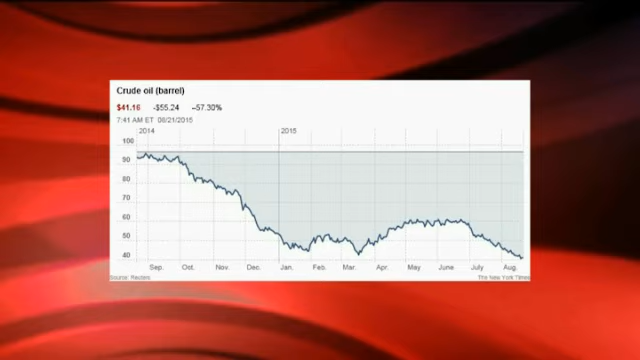 Crude oil (barrel)
$41.16 -$55.24 -57.30%
7:41 AM ET 08/21/2015
2014 2015
100
90
80
70
60
50
40
Sep. Oct. Nov. Dec. Jan. Feb. Mar. Apr. May June July Aug.
Source: Reuters The New York Times